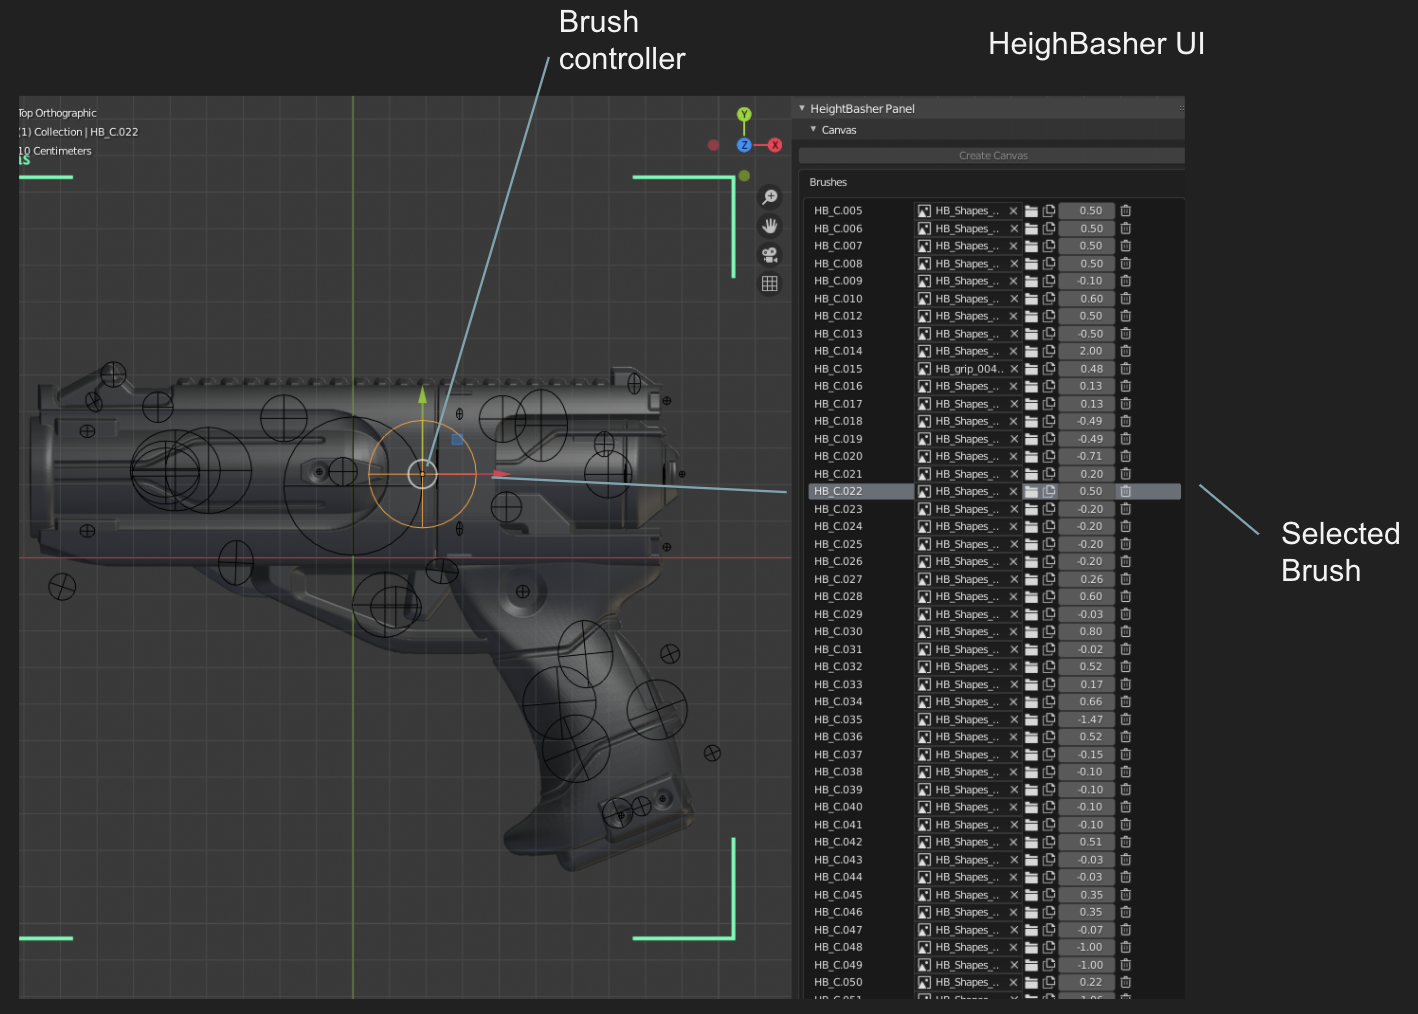 Brush
controller
HeighBasher UI
Top Orthographic
(1) Collection | HB_C.022
10 Centimeters
Y
Z
X
HeightBasher Panel
Canvas
Create Canvas
Brushes
HB_C.005 HB_Shapes_.. 0.50
HB_C.006 HB_Shapes_.. 0.50
HB_C.007 HB_Shapes_.. 0.50
HB_C.008 HB_Shapes_.. 0.50
HB_C.009 HB_Shapes_.. -0.10
HB_C.010 HB_Shapes_.. 0.60
HB_C.012 HB_Shapes_.. 0.50
HB_C.013 HB_Shapes_.. -0.50
HB_C.014 HB_Shapes_.. 2.00
HB_C.015 HB_grip_004.. 0.48
HB_C.016 HB_Shapes_.. 0.13
HB_C.017 HB_Shapes_.. 0.13
HB_C.018 HB_Shapes_.. -0.49
HB_C.019 HB_Shapes_.. -0.49
HB_C.020 HB_Shapes_.. -0.71
HB_C.021 HB_Shapes_.. 0.20
HB_C.022 HB_Shapes_.. 0.50
HB_C.023 HB_Shapes_.. -0.20
HB_C.024 HB_Shapes_.. -0.20
HB_C.025 HB_Shapes_.. -0.20
HB_C.026 HB_Shapes_.. -0.20
HB_C.027 HB_Shapes_.. 0.26
HB_C.028 HB_Shapes_.. 0.60
HB_C.029 HB_Shapes_.. -0.03
HB_C.030 HB_Shapes_.. 0.80
HB_C.031 HB_Shapes_.. -0.02
HB_C.032 HB_Shapes_.. 0.52
HB_C.033 HB_Shapes_.. 0.17
HB_C.034 HB_Shapes_.. 0.66
HB_C.035 HB_Shapes_.. -1.47
HB_C.036 HB_Shapes_.. 0.52
HB_C.037 HB_Shapes_.. -0.15
HB_C.038 HB_Shapes_.. -0.10
HB_C.039 HB_Shapes_.. -0.10
HB_C.040 HB_Shapes_.. -0.10
HB_C.041 HB_Shapes_.. -0.10
HB_C.042 HB_Shapes_.. 0.51
HB_C.043 HB_Shapes_.. -0.03
HB_C.044 HB_Shapes_.. -0.03
HB_C.045 HB_Shapes_.. 0.35
HB_C.046 HB_Shapes_.. 0.35
HB_C.047 HB_Shapes_.. -0.07
HB_C.048 HB_Shapes_.. -1.00
HB_C.049 HB_Shapes_.. -1.00
HB_C.050 HB_Shapes_.. 0.22
Selected
Brush